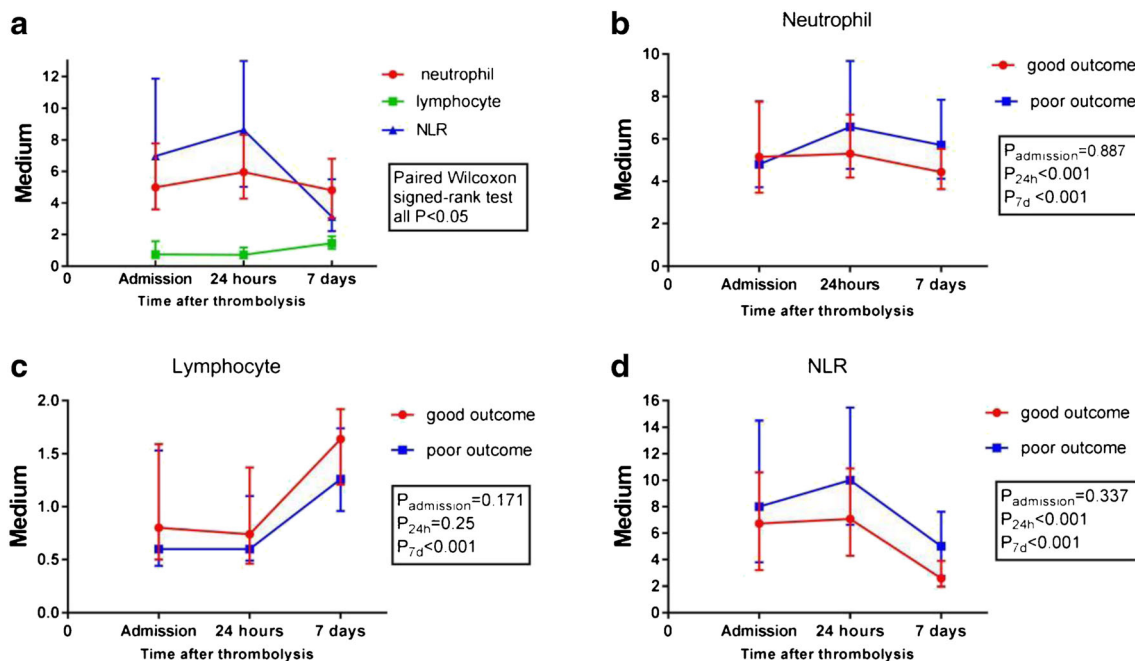 a
Medium
12
10
8
6
4
2
0
0
Admission
24 hours
7 days
Time after thrombolysis
neutrophil
lymphocyte
NLR
Paired Wilcoxon
signed-rank test
all P<0.05
b
Neutrophil
Medium
10
8
6
4
2
0
0
Admission
24hours
7 days
Time after thrombolysis
good outcome
poor outcome
Padmission=0.887
P24h<0.001
P7d<0.001
c
Lymphocyte
Medium
2.0
1.5
1.0
0.5
0.0
0
Admission
24 hours
7 days
Time after thrombolysis
good outcome
poor outcome
Padmission=0.171
P24h=0.25
P7d<0.001
d
NLR
Medium
16
14
12
10
8
6
4
2
0
0
Admission
24 hours
7 days
Time after thrombolysis
good outcome
poor outcome
Padmission=0.337
P24h<0.001
P7d<0.001